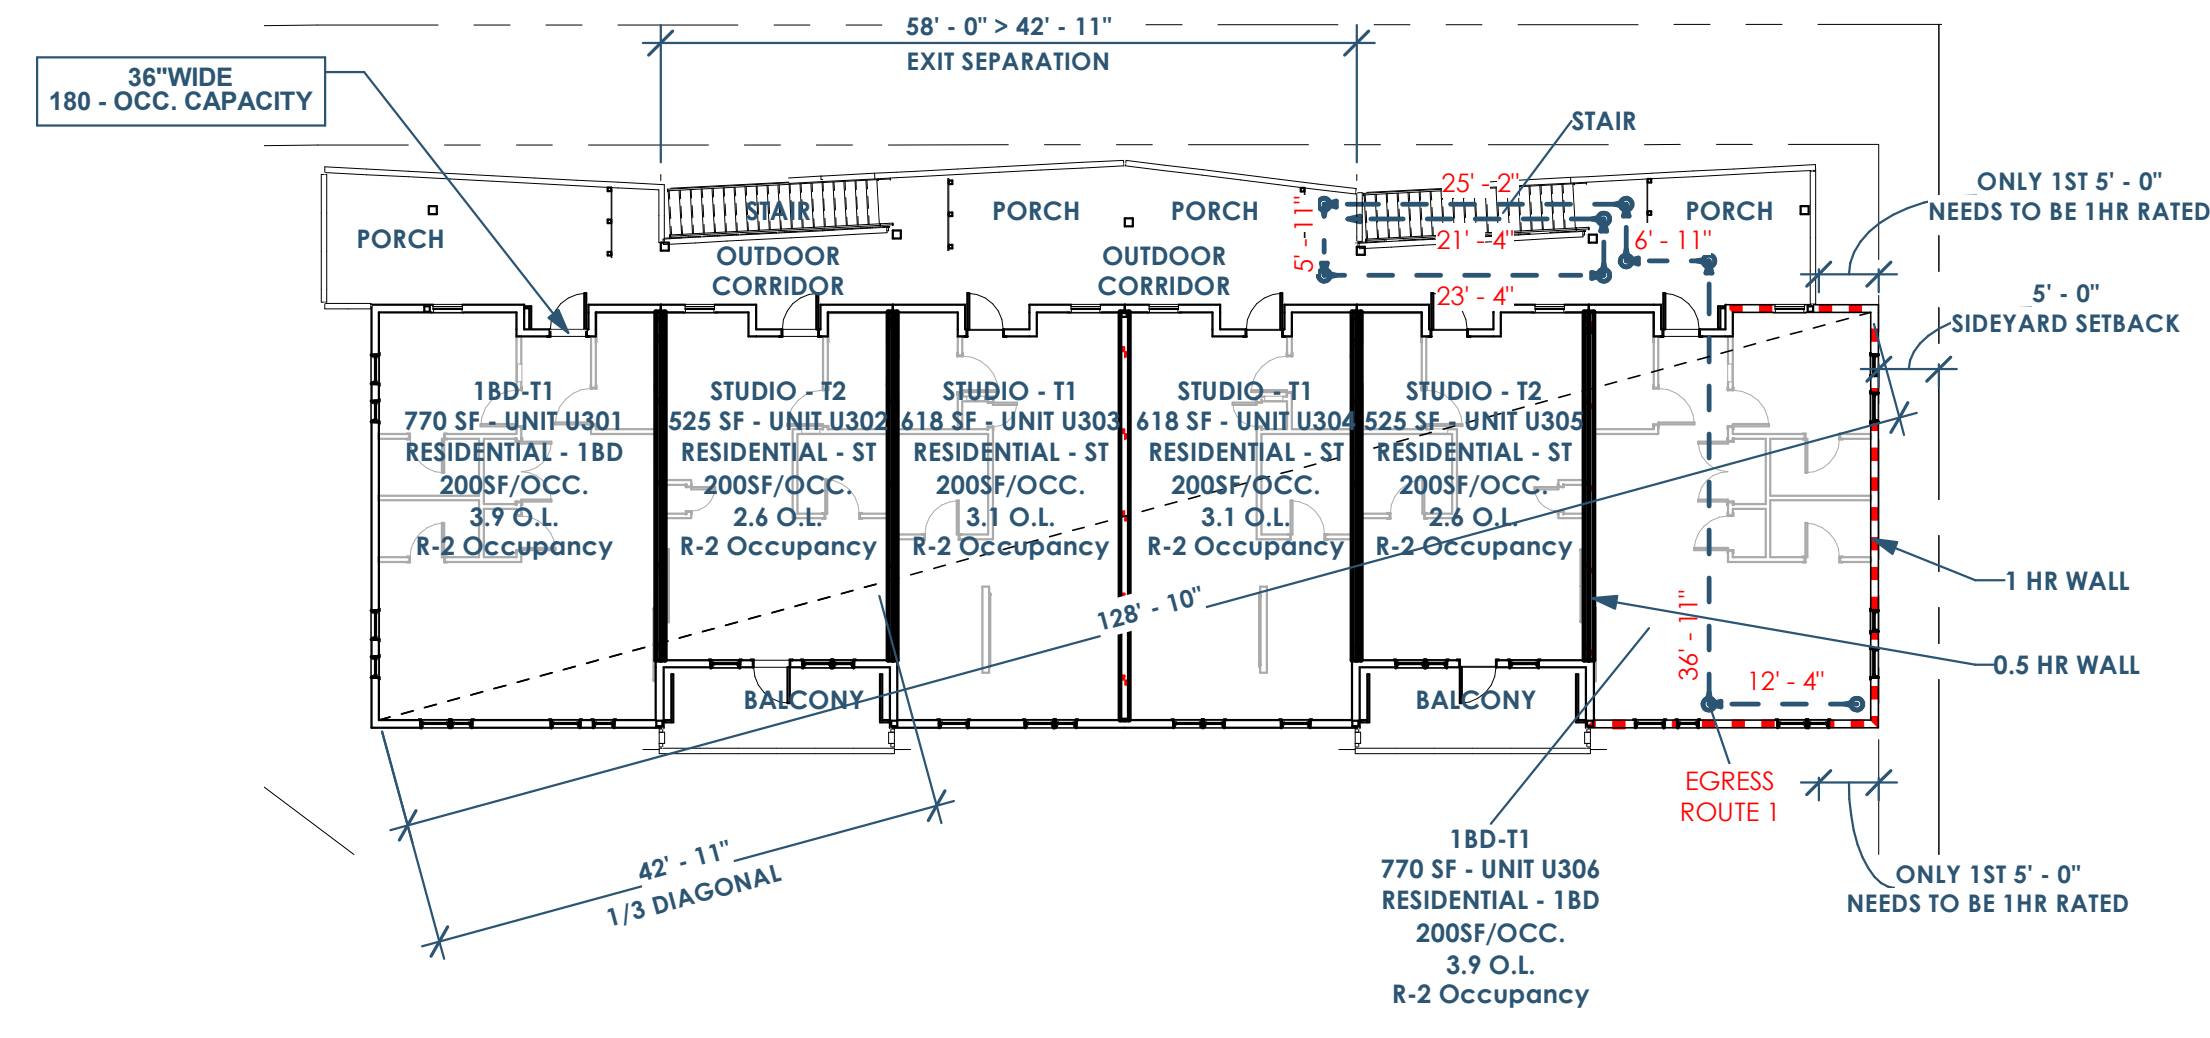 58' - 0" > 42' - 11"
EXIT SEPARATION
36"WIDE
180 - OCC. CAPACITY
STAIR
ONLY 1ST 5' - 0"
NEEDS TO BE 1HR RATED
5' - 0"
SIDEYARD SETBACK
PORCH
STAIR
OUTDOOR
CORRIDOR
PORCH
PORCH
OUTDOOR
CORRIDOR
5' - 11"
25' - 2"
21' - 4"
23' - 4"
6' - 11"
PORCH
1BD-T1
770 SF - UNIT U301
RESIDENTIAL - 1BD
200SF/OCC.
3.9 O.L.
R-2 Occupancy
STUDIO - T2
525 SF - UNIT U302
RESIDENTIAL - ST
200SF/OCC.
2.6 O.L.
R-2 Occupancy
STUDIO - T1
618 SF - UNIT U303
RESIDENTIAL - ST
200SF/OCC.
3.1 O.L.
R-2 Occupancy
STUDIO - T1
618 SF - UNIT U304
RESIDENTIAL - ST
200SF/OCC.
3.1 O.L.
R-2 Occupancy
STUDIO - T2
525 SF - UNIT U305
RESIDENTIAL - ST
200SF/OCC.
2.6 O.L.
R-2 Occupancy
128' - 10"
36' - 11"
12' - 4"
1 HR WALL
0.5 HR WALL
BALCONY
BALCONY
EGRESS
ROUTE 1
42' - 11"
1/3 DIAGONAL
1BD-T1
770 SF - UNIT U306
RESIDENTIAL - 1BD
200SF/OCC.
3.9 O.L.
R-2 Occupancy
ONLY 1ST 5' - 0"
NEEDS TO BE 1HR RATED